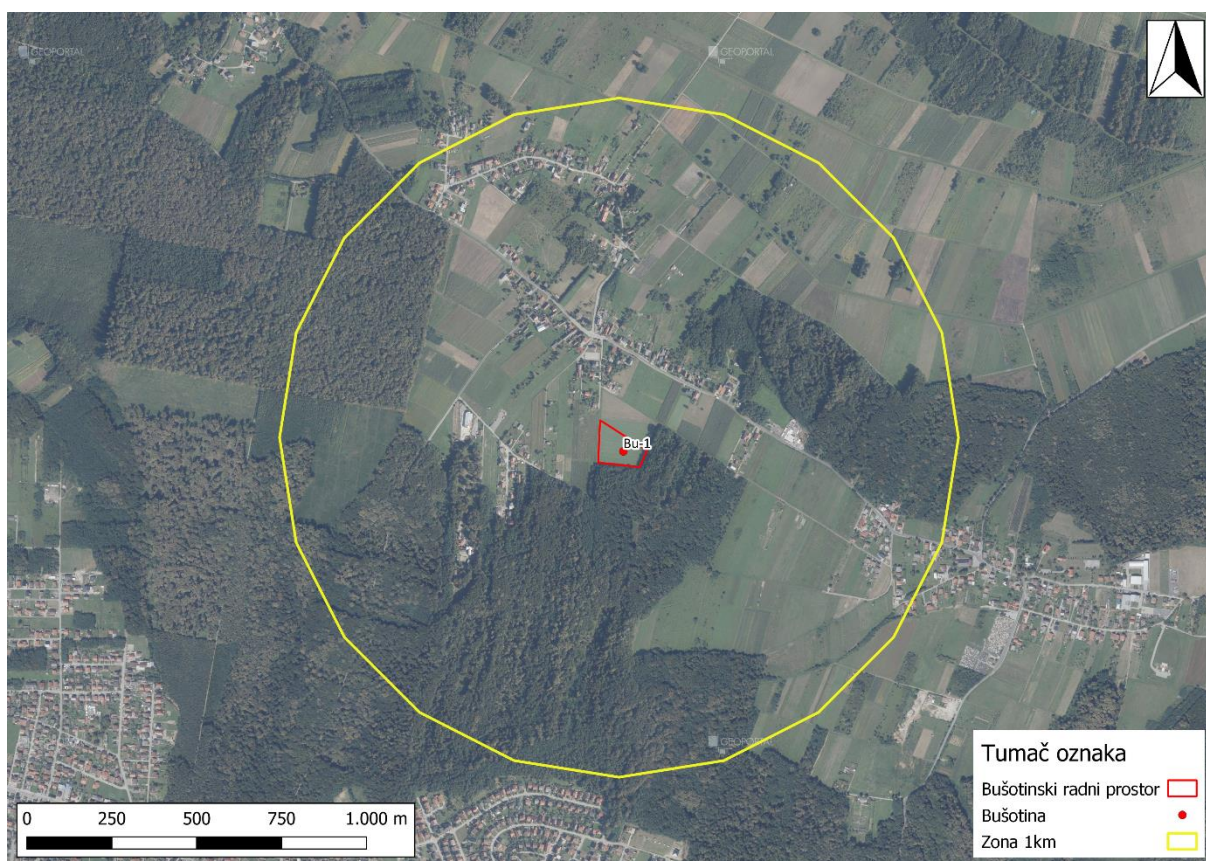 GEOPORTAL
GEOPORTAL
Bu-1
GEOPORTAL
0 250 500 750 1.000 m
Tumač oznaka
Bušotinski radni prostor
Bušotina
Zona 1km